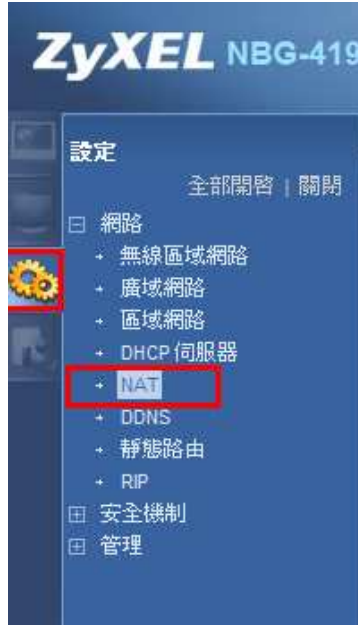 ZyXEL NBG-419
設定
全部開啓 | 關閉
網路
無線區域網路
廣域網路
區域網路
DHCP 伺服器
NAT
DDNS
靜態路由
RIP
安全機制
管理